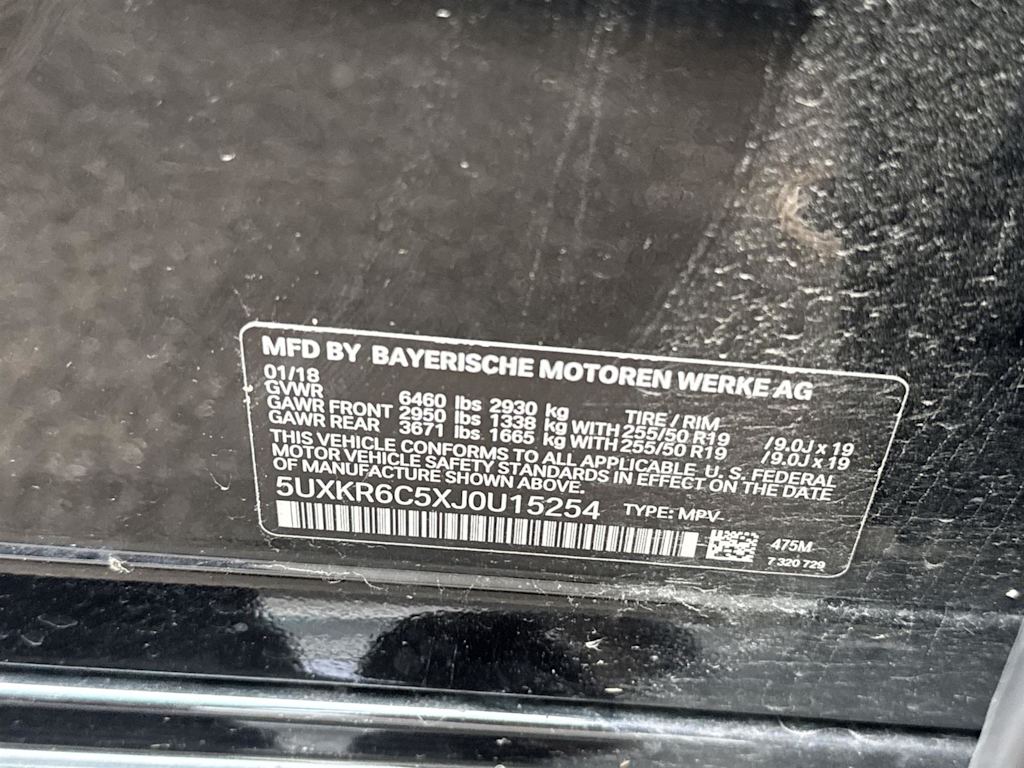 MFD BY BAYERISCHE MOTOREN WERKE AG
01/18
GVWR 6460 lbs 2930 kg TIRE / RIM
GAWR FRONT 2950 lbs 1338 kg WITH 255/50 R19 /9.0J x 19
GAWR REAR 3671 lbs 1665 kg WITH 255/50 R19 /9.0J x 19
THIS VEHICLE CONFORMS TO ALL APPLICABLE U.S. FEDERAL
MOTOR VEHICLE SAFETY STANDARDS IN EFFECT ON THE DATE
OF MANUFACTURE SHOWN ABOVE.
5UXKR6C5XJ0U15254 TYPE: MPV
475M
7 320 729